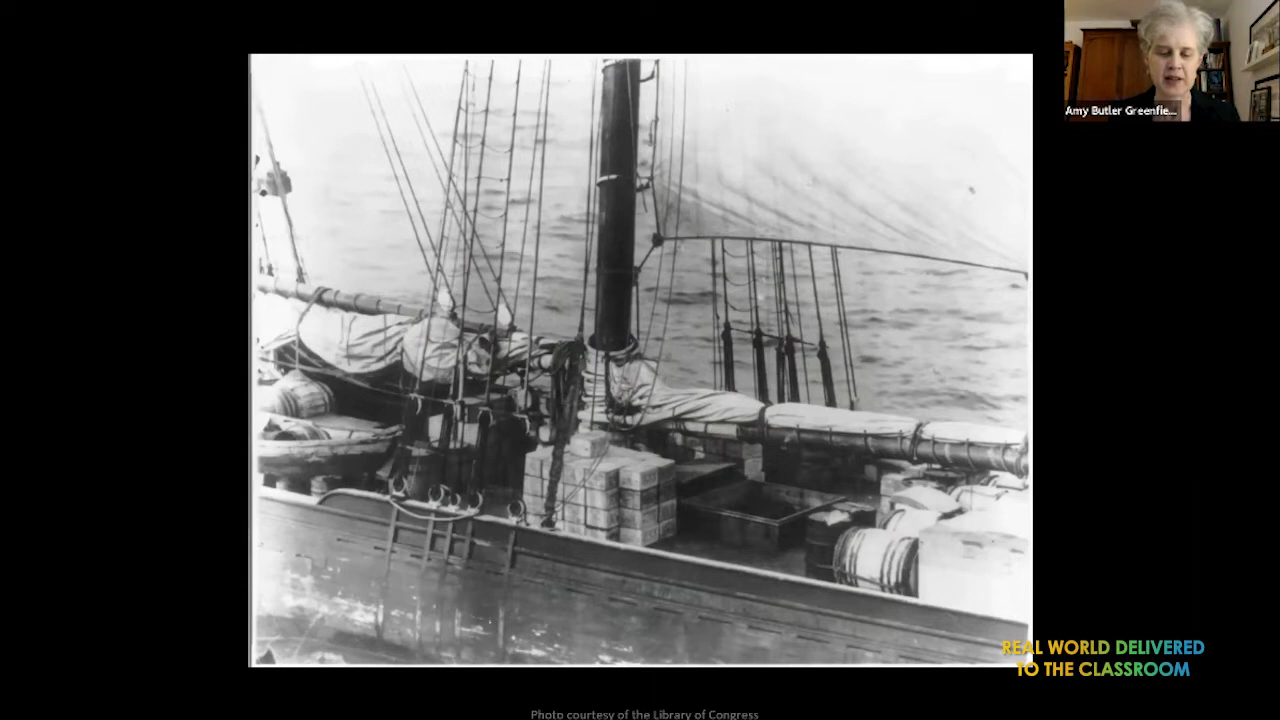 Amy Butler Greenfie...
REAL WORLD DELIVERED
TO THE CLASSROOM
Photo courtesy of the Library of Congress